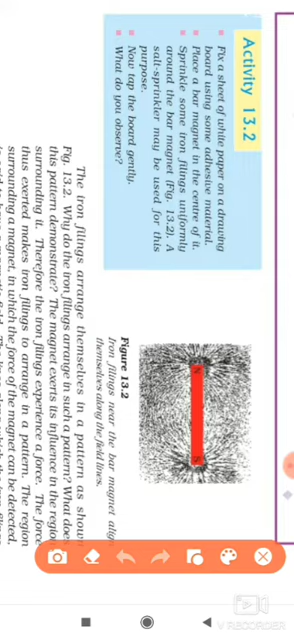 Activity 13.2
Fix a sheet of white paper on a drawing
board using some adhesive material.
Place a bar magnet in the centre of it.
Sprinkle some iron filings uniformly
around the bar magnet (Fig. 13.2). A
salt-sprinkler may be used for this
purpose.
Now tap the board gently.
What do you observe?
N
Figure 13.2
Iron filings near the bar magnet align
themselves along the field lines.
The iron filings arrange themselves in a pattern as shown
Fig. 13.2. Why do the iron filings arrange in such a pattern? What does
this pattern demonstrate? The magnet exerts its influence in the region
surrounding it. Therefore the iron filings experience a force. The force
thus exerted makes iron filings to arrange in a pattern. The region
surrounding a magnet, in which the force of the magnet can be detected,
V RECORDER